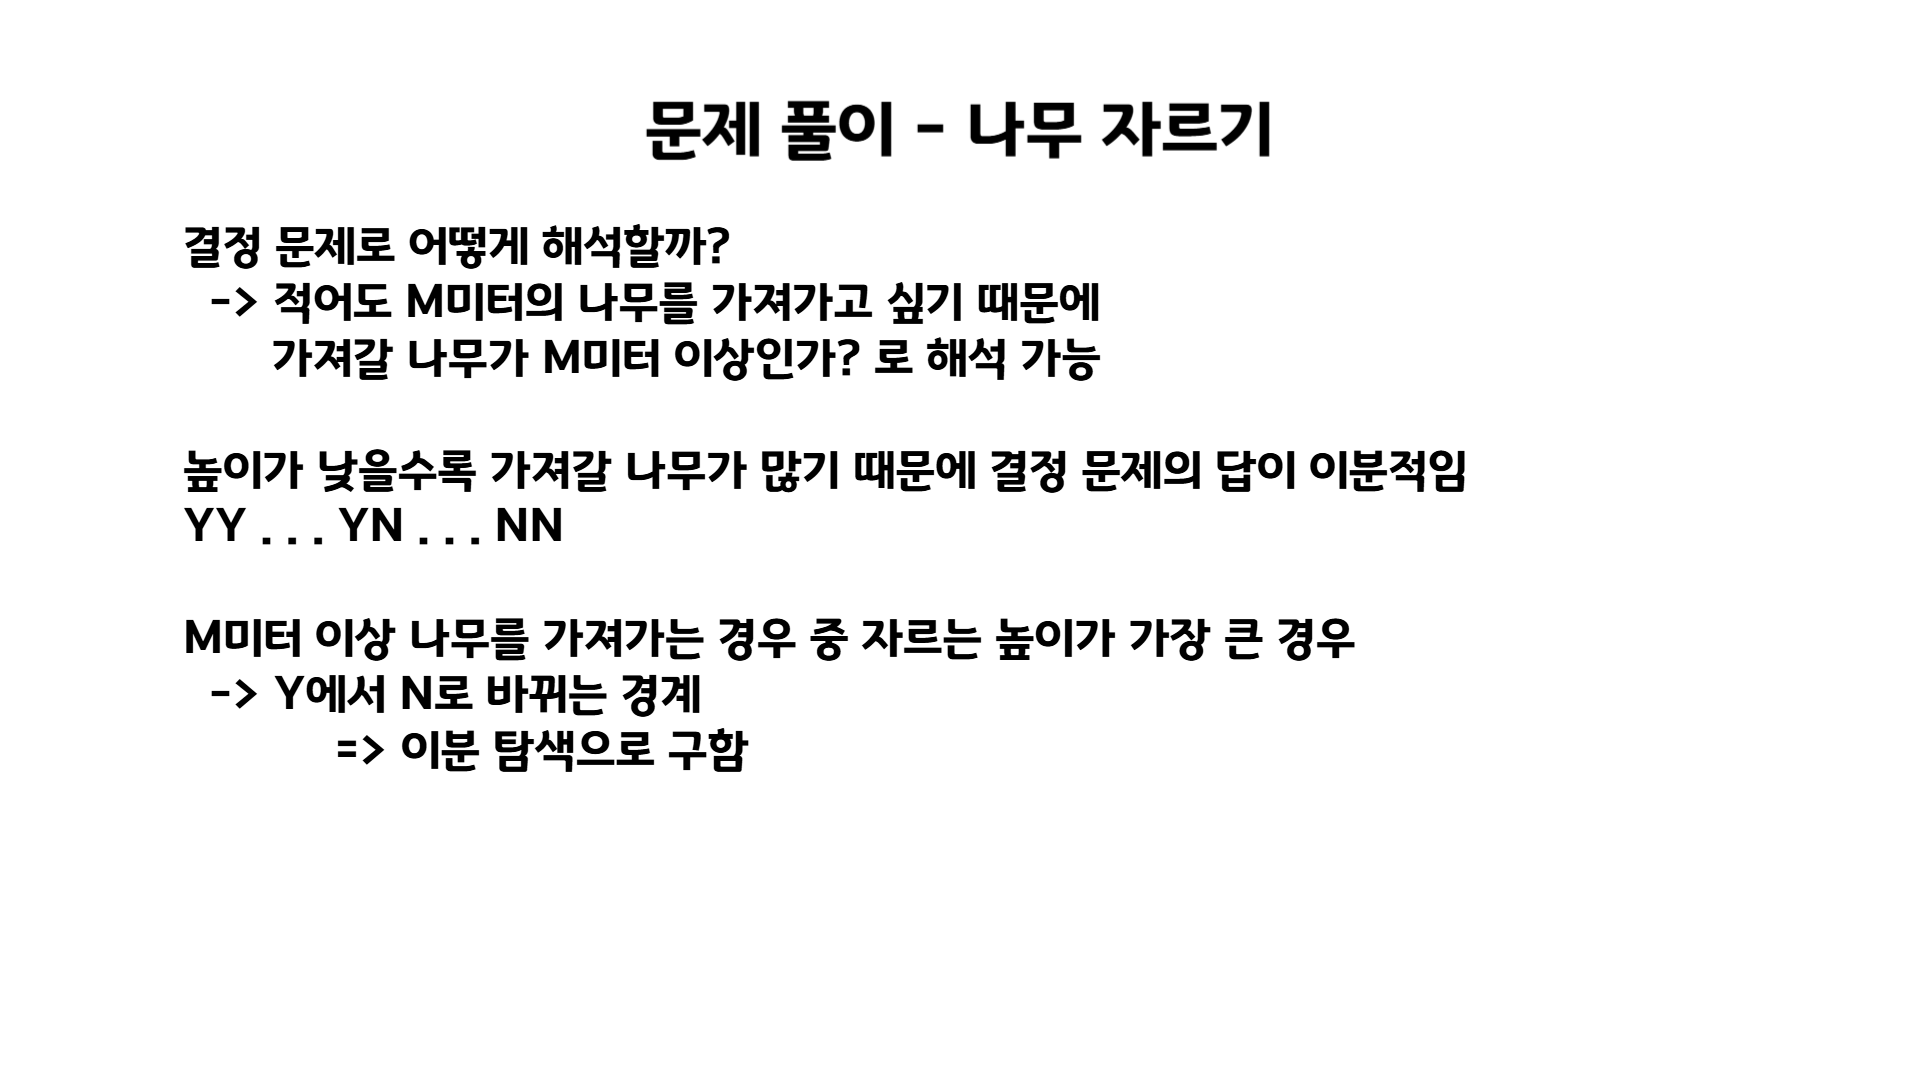 문제 풀이 - 나무 자르기
결정 문제로 어떻게 해석할까?
-> 적어도 M미터의 나무를 가져가고 싶기 때문에
가져갈 나무가 M미터 이상인가? 로 해석 가능
높이가 낮을수록 가져갈 나무가 많기 때문에 결정 문제의 답이 이분적임
YY . . . YN . . . NN
M미터 이상 나무를 가져가는 경우 중 자르는 높이가 가장 큰 경우
-> Y에서 N로 바뀌는 경계
=> 이분 탐색으로 구함